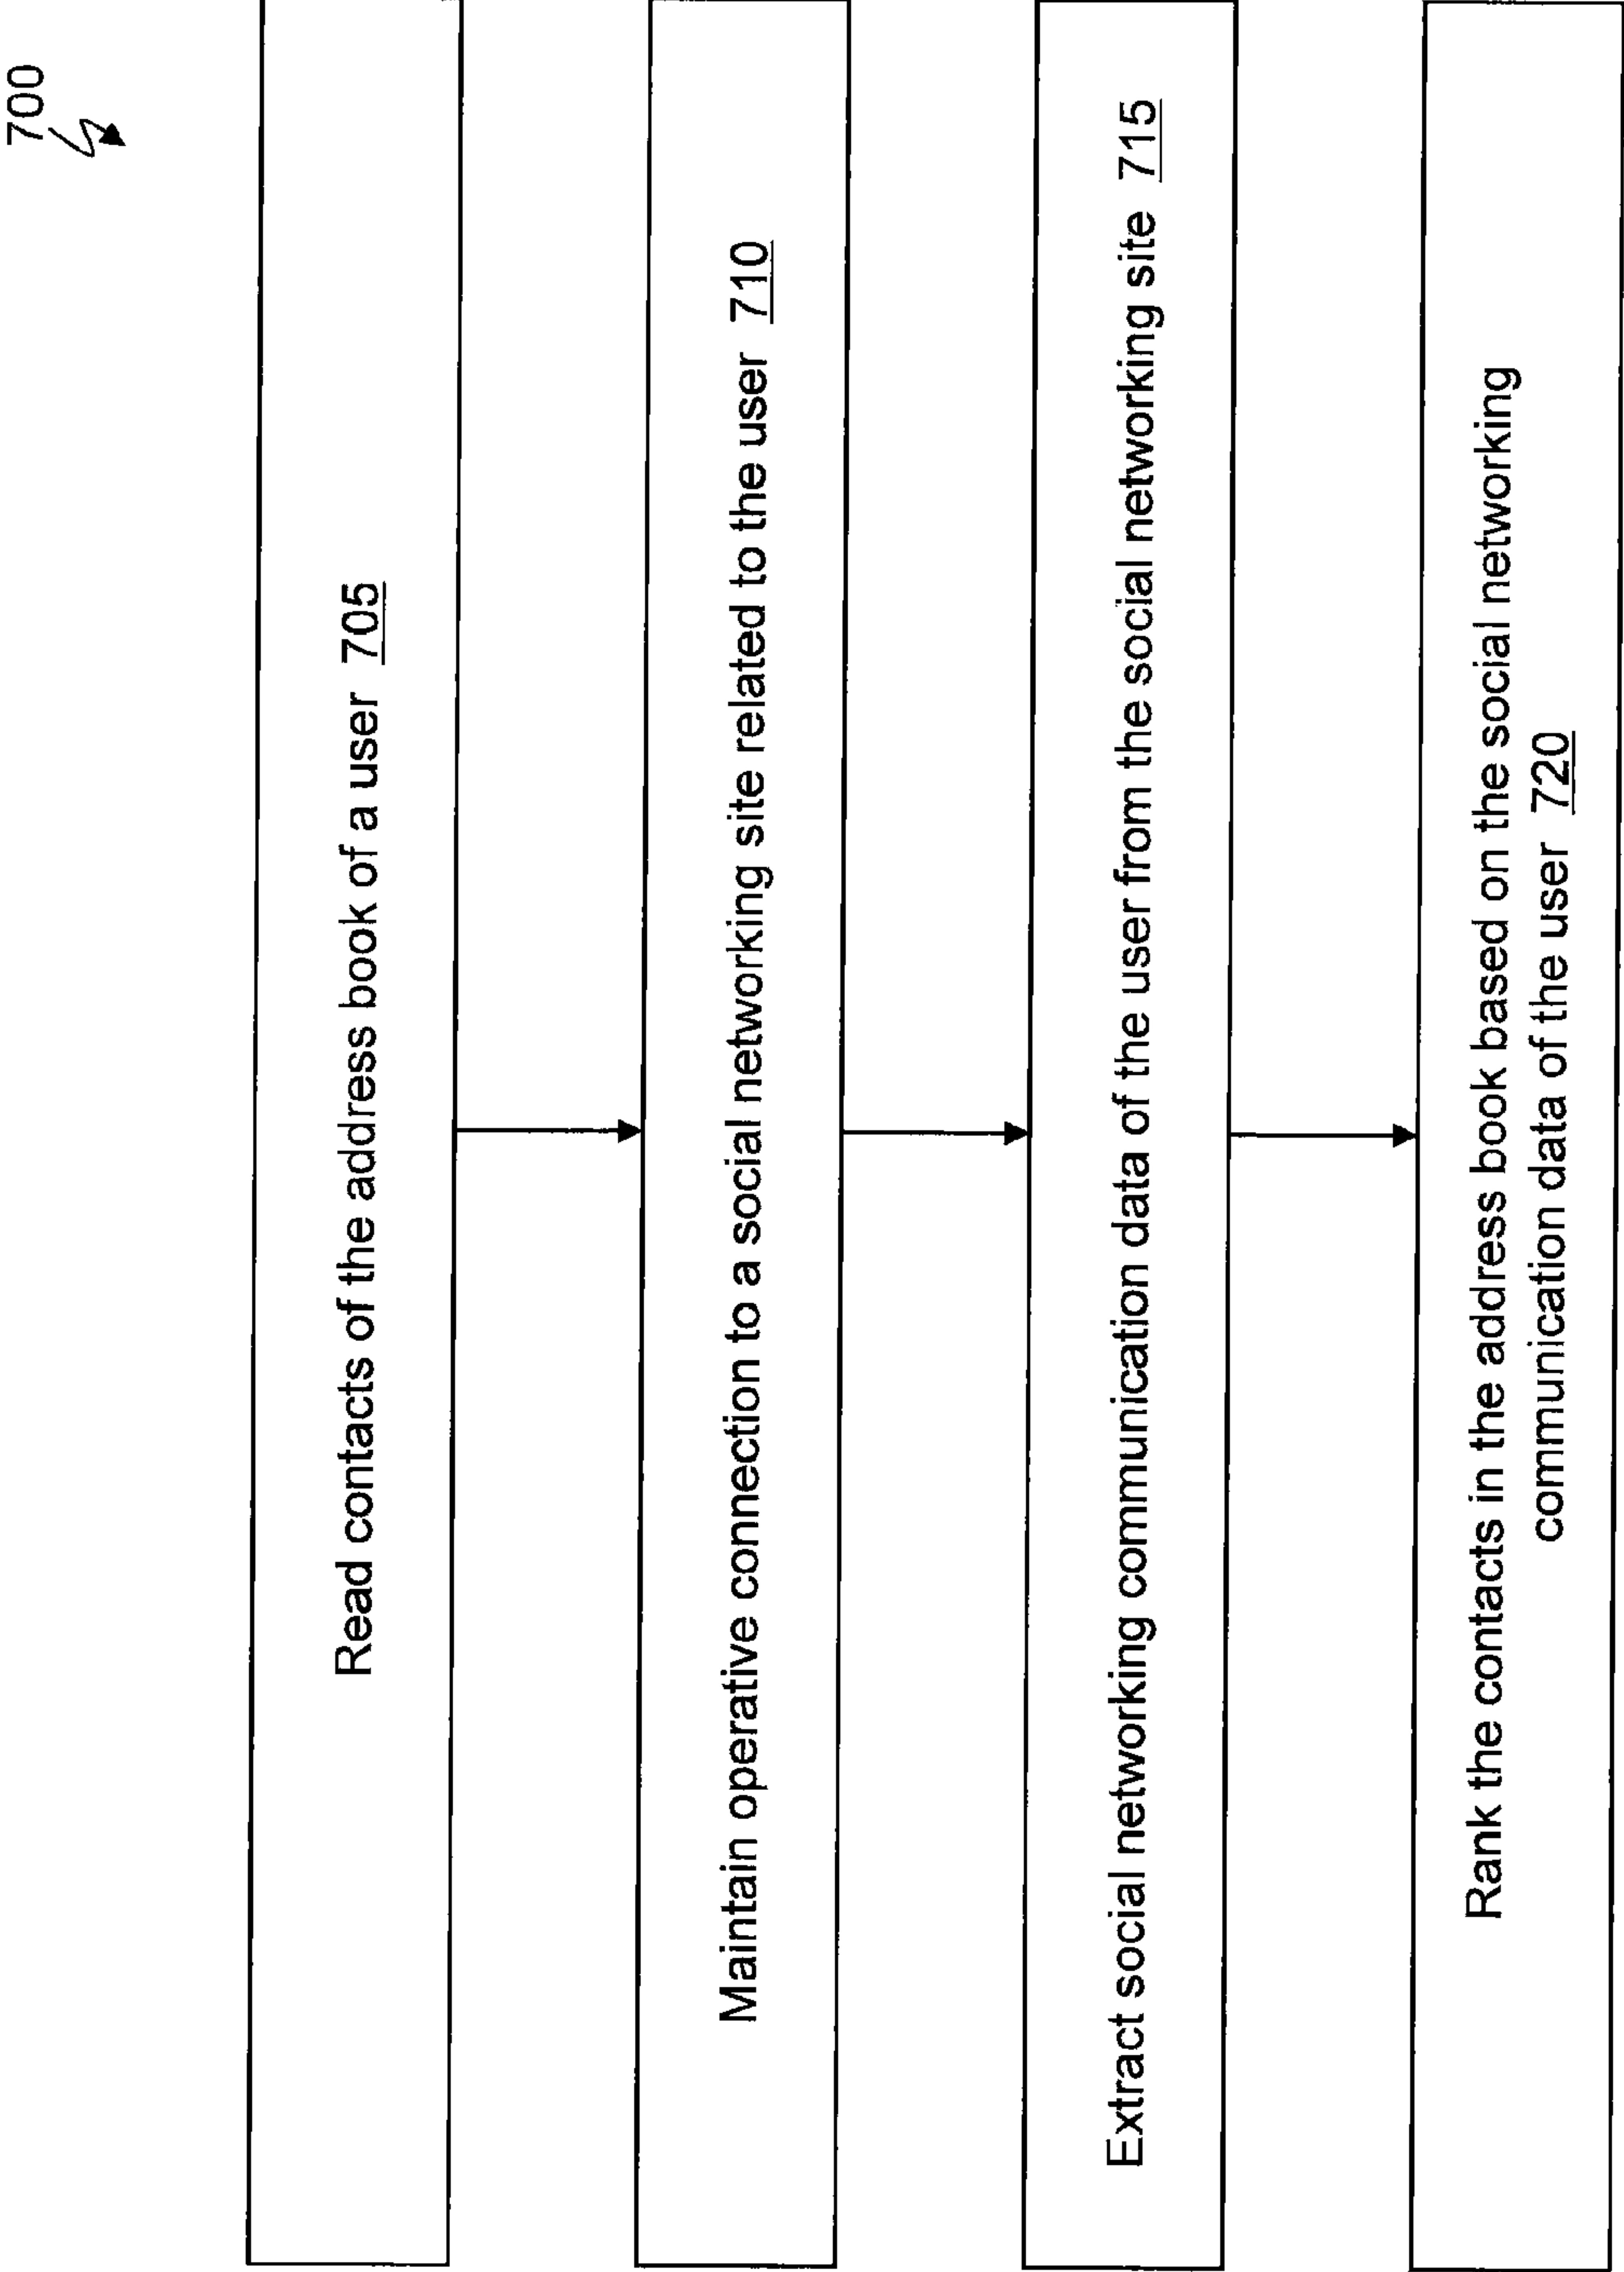 700
Read contacts of the address book of a user 705
Maintain operative connection to a social networking site related to the user 710
Extract social networking communication data of the user from the social networking site 715
Rank the contacts in the address book based on the social networking
communication data of the user 720